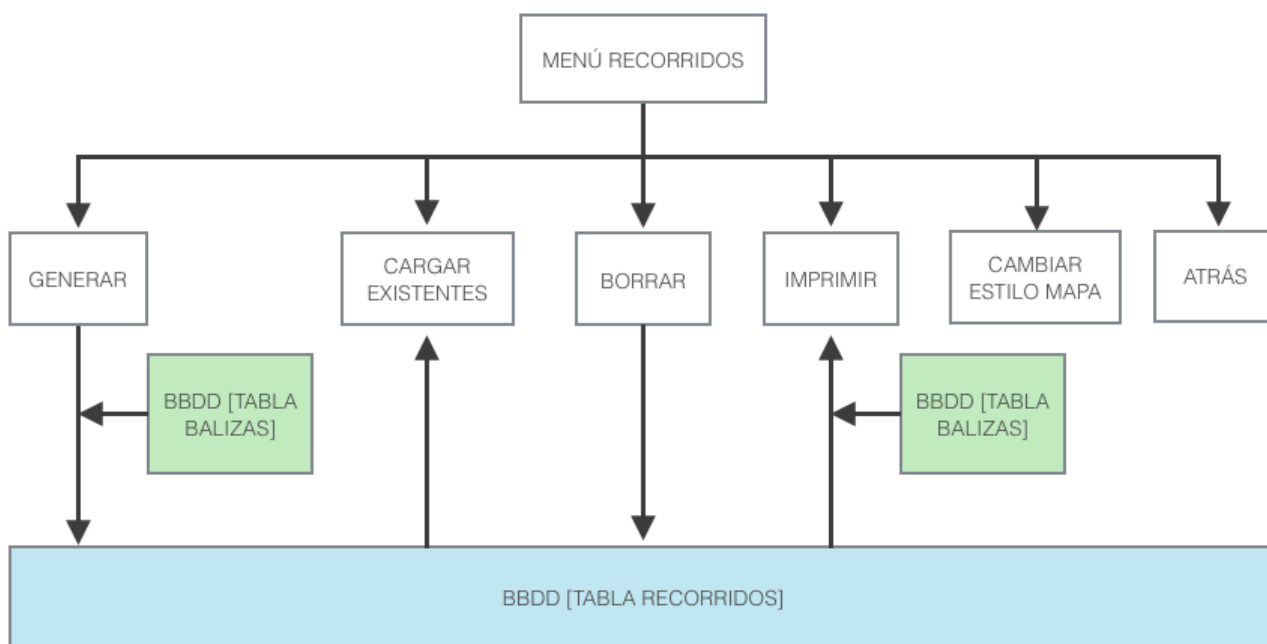 MENÚ RECORRIDOS
GENERAR
CARGAR
EXISTENTES
BORRAR
IMPRIMIR
CAMBIAR
ESTILO MAPA
ATRÁS
BBDD [TABLA
BALIZAS]
BBDD [TABLA
BALIZAS]
BBDD [TABLA RECORRIDOS]